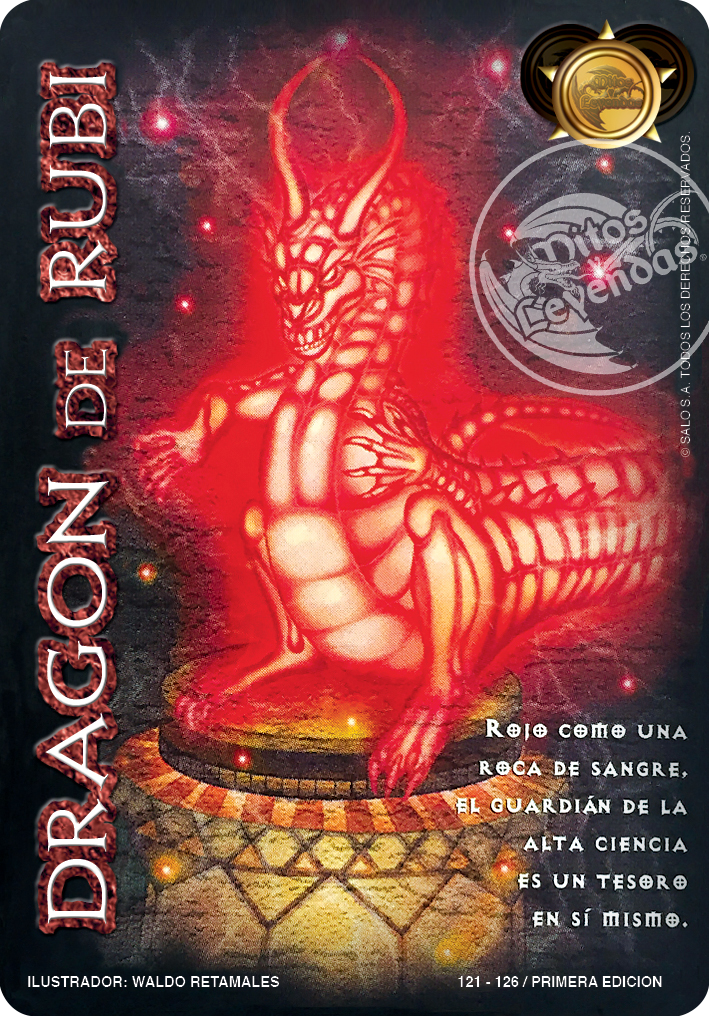 DRAGON DE RUBI
Mitos
Leyendas
®
© SALO S.A. TODOS LOS DERECHOS RESERVADOS.
ROJO COMO UNA
ROCA DE SANGRE,
EL GUARDIÁN DE LA
ALTA CIENCIA
ES UN TESORO
EN SÍ MISMO.
ILUSTRADOR: WALDO RETAMALES
121 - 126 / PRIMERA EDICION